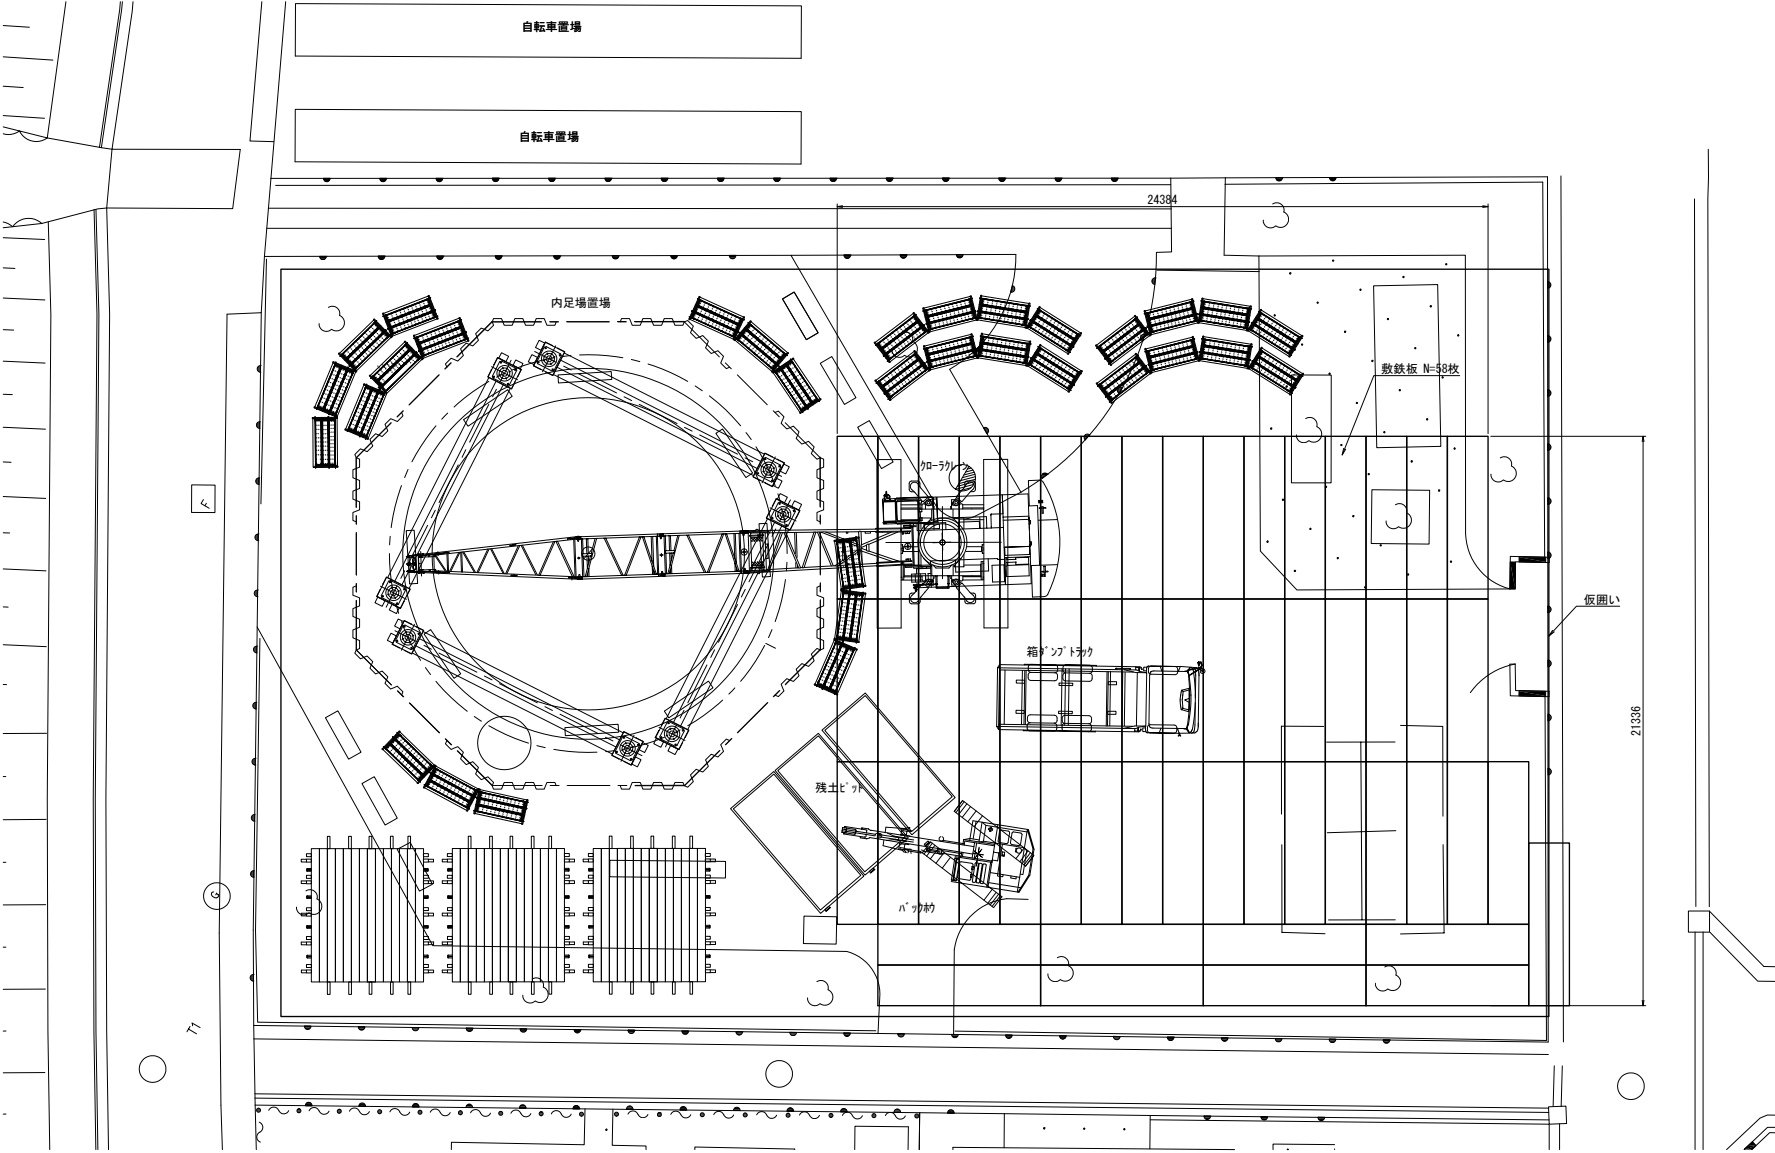 自転車置場
自転車置場
24384
内足場置場
敷鉄板 N=58枚
クローラクレーン
F
仮囲い
箱ダンプトラック
21336
残土ピット
G
バックホウ
T1